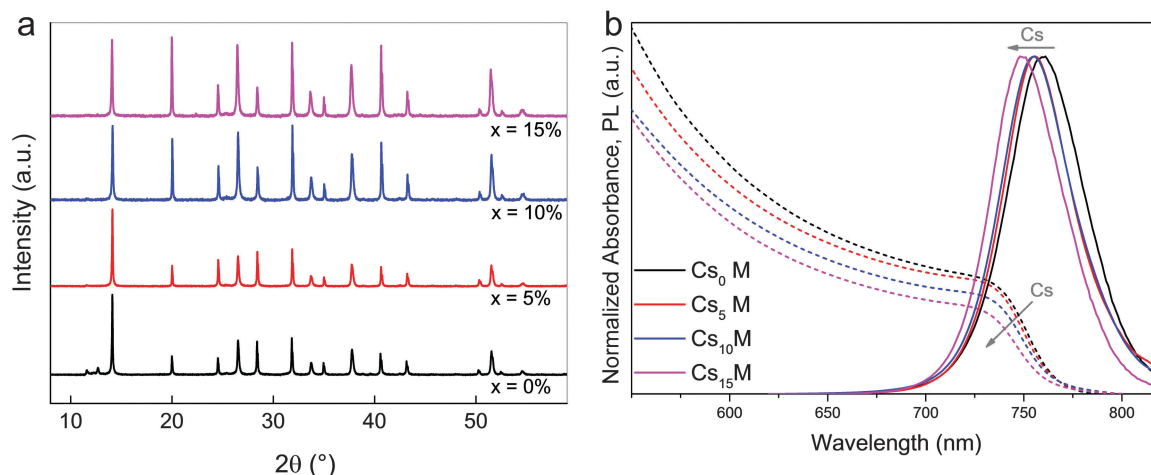 a
Intensity (a.u.)
x = 15%
x = 10%
x = 5%
x = 0%
10 20 30 40 50
2θ (°)
b
Normalized Absorbance, PL (a.u.)
Cs
Cs₀ M
Cs₅ M
Cs₁₀M
Cs₁₅M
Cs
600 650 700 750 800
Wavelength (nm)